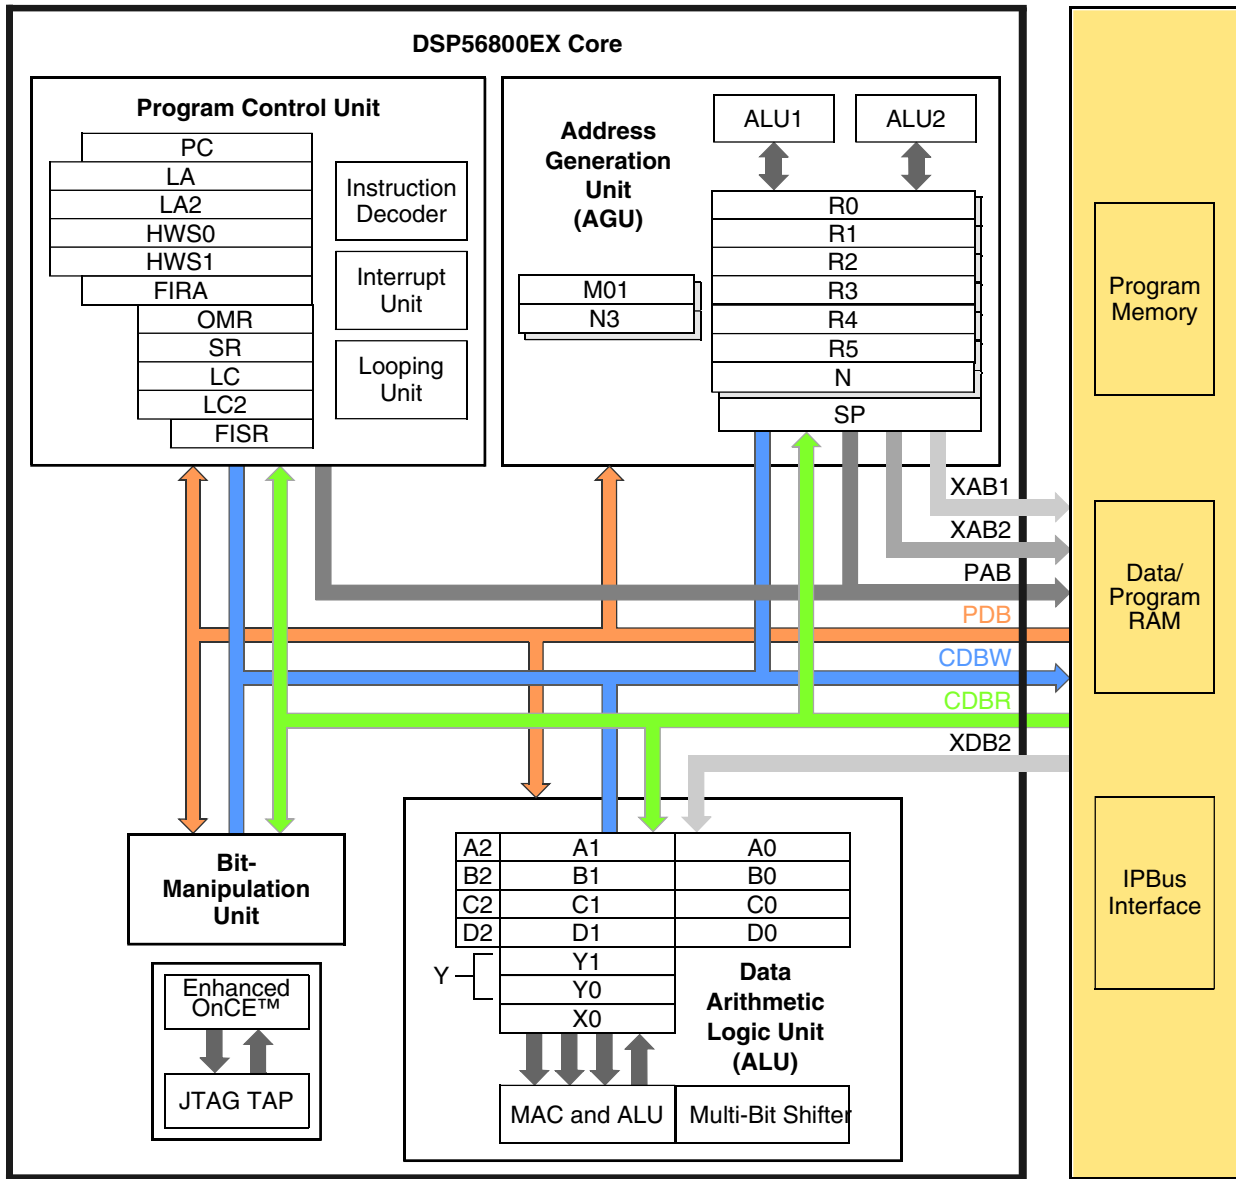 DSP56800EX Core
Program Control Unit
PC
LA
LA2
HWS0
HWS1
FIRA
OMR
SR
LC
LC2
FISR
Instruction
Decoder
Interrupt
Unit
Looping
Unit
Address
Generation
Unit
(AGU)
ALU1
ALU2
R0
R1
R2
R3
R4
R5
N
SP
M01
N3
XAB1
XAB2
PAB
PDB
CDBW
CDBR
XDB2
Program
Memory
Data/
Program
RAM
IPBus
Interface
Bit-
Manipulation
Unit
Enhanced
OnCE™
JTAG TAP
A2 A1 A0
B2 B1 B0
C2 C1 C0
D2 D1 D0
Y
Y1
Y0
X0
Data
Arithmetic
Logic Unit
(ALU)
MAC and ALU
Multi-Bit Shifter